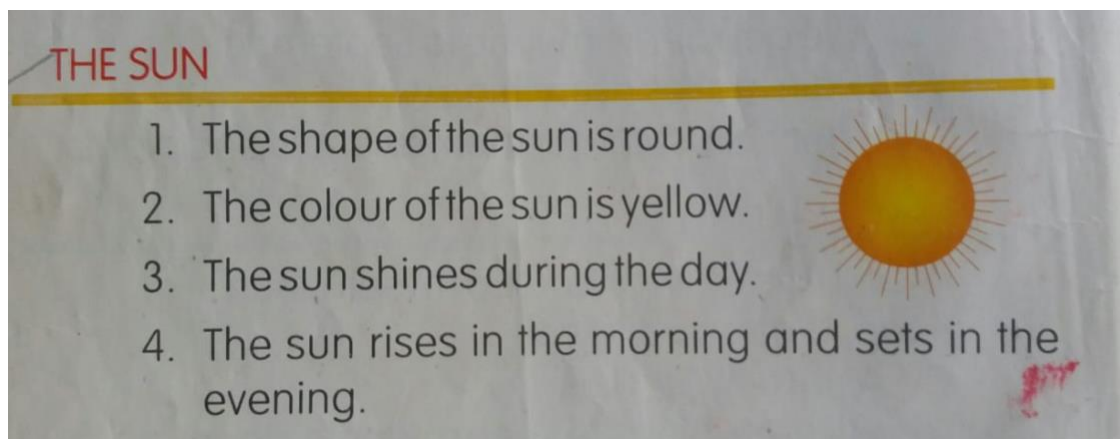 THE SUN
1. The shape of the sun is round.
2. The colour of the sun is yellow.
3. The sun shines during the day.
4. The sun rises in the morning and sets in the
evening.